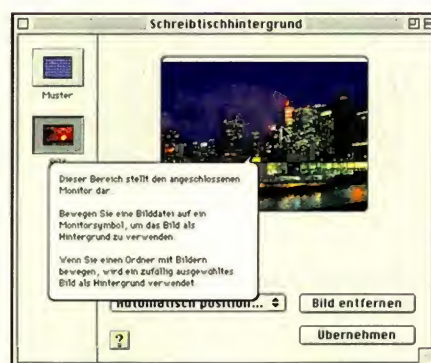 Schreibtischhintergrund
Muster
Dieser Bereich stellt den angeschlossenen
Monitor dar.
Bewegen Sie eine Bilddatei auf ein
Monitorsymbol, um das Bild als
Hintergrund zu verwenden.
Wenn Sie einen Ordner mit Bildern
bewegen, wird ein zufällig ausgewähltes
Bild als Hintergrund verwendet
Automatisch position...
Bild entfernen
?
Übernehmen